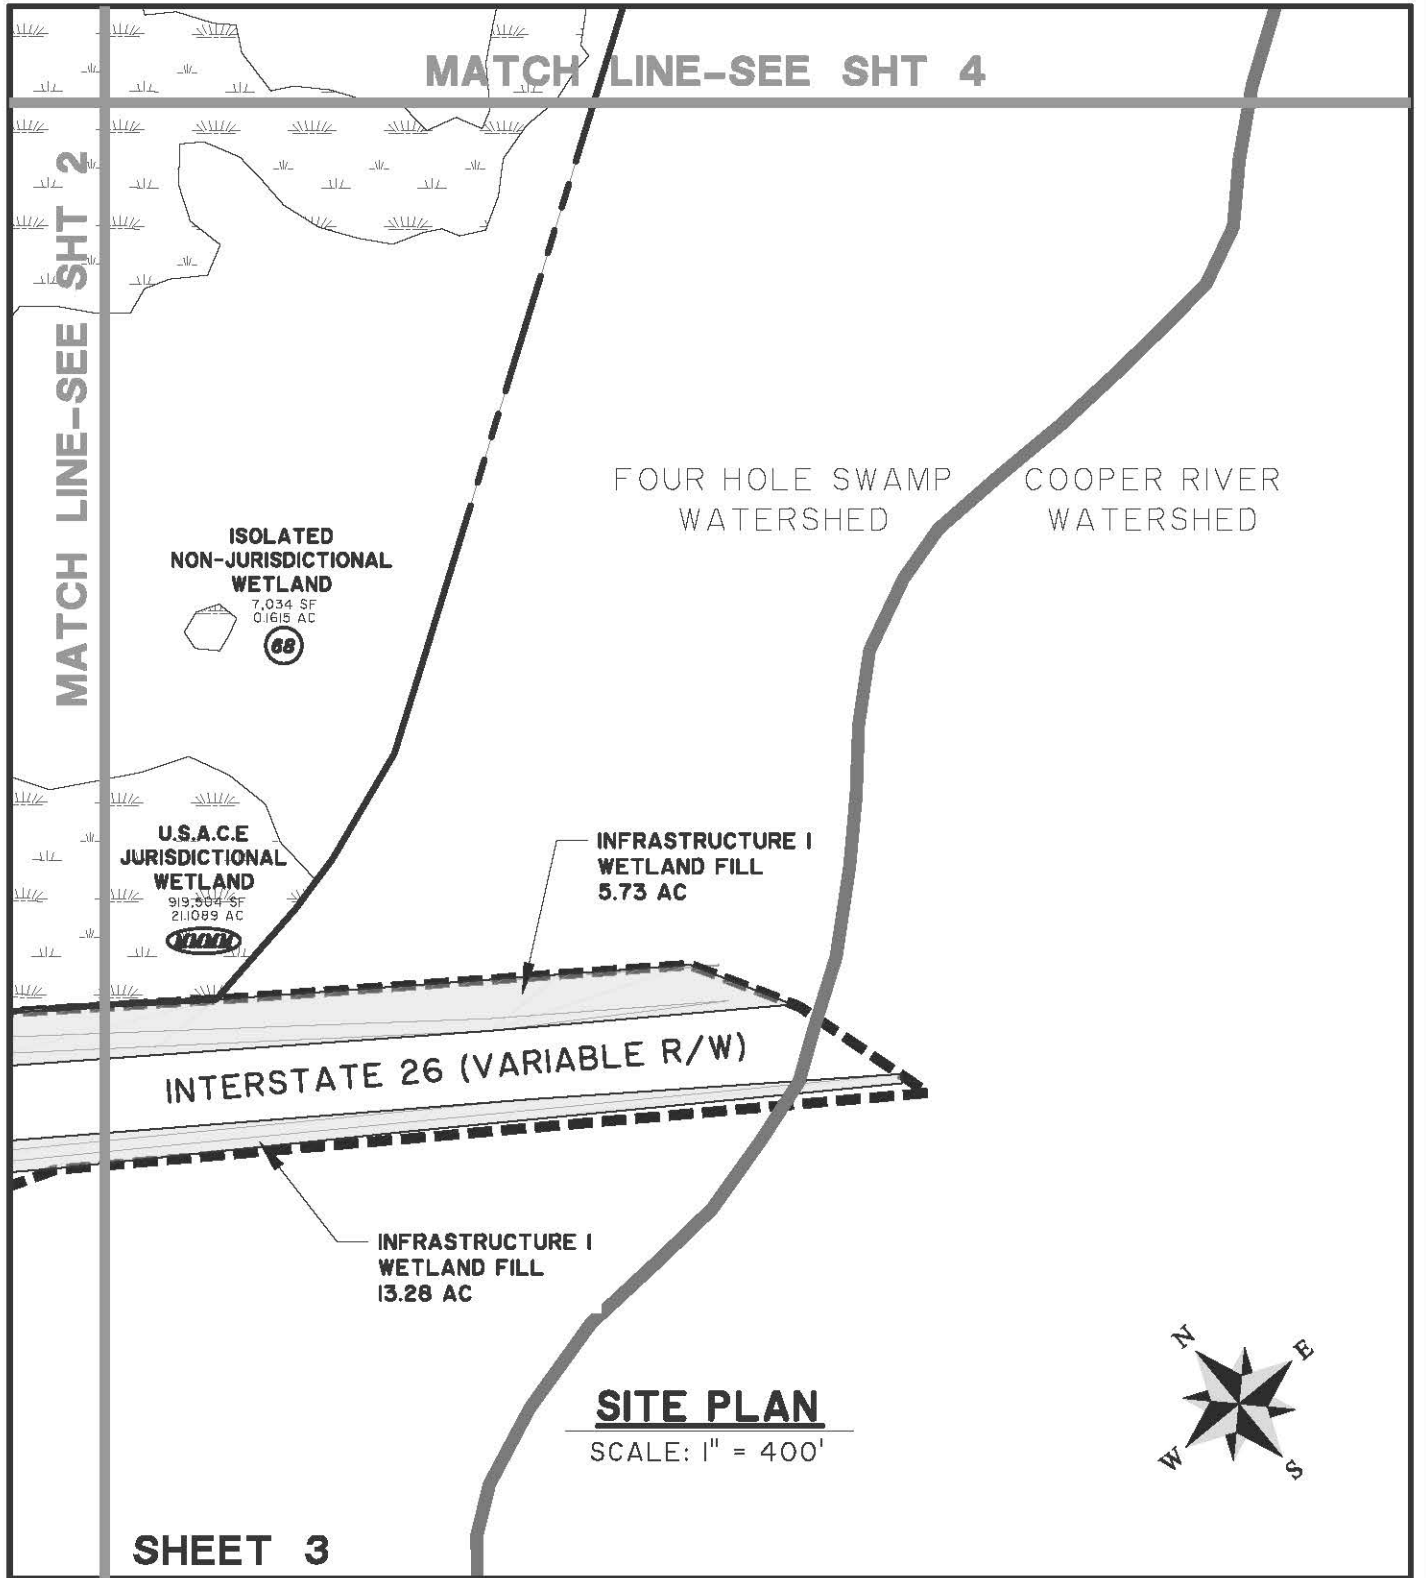 MATCH LINE-SEE SHT 4
MATCH LINE-SEE SHT 2
FOUR HOLE SWAMP
WATERSHED
COOPER RIVER
WATERSHED
ISOLATED
NON-JURISDICTIONAL
WETLAND
7,034 SF
0.1615 AC
68
U.S.A.C.E
JURISDICTIONAL
WETLAND
919,504 SF
21.1089 AC
INFRASTRUCTURE 1
WETLAND FILL
5.73 AC
INTERSTATE 26 (VARIABLE R/W)
INFRASTRUCTURE 1
WETLAND FILL
13.28 AC
N
E
W
S
SITE PLAN
SCALE: 1" = 400'
SHEET 3